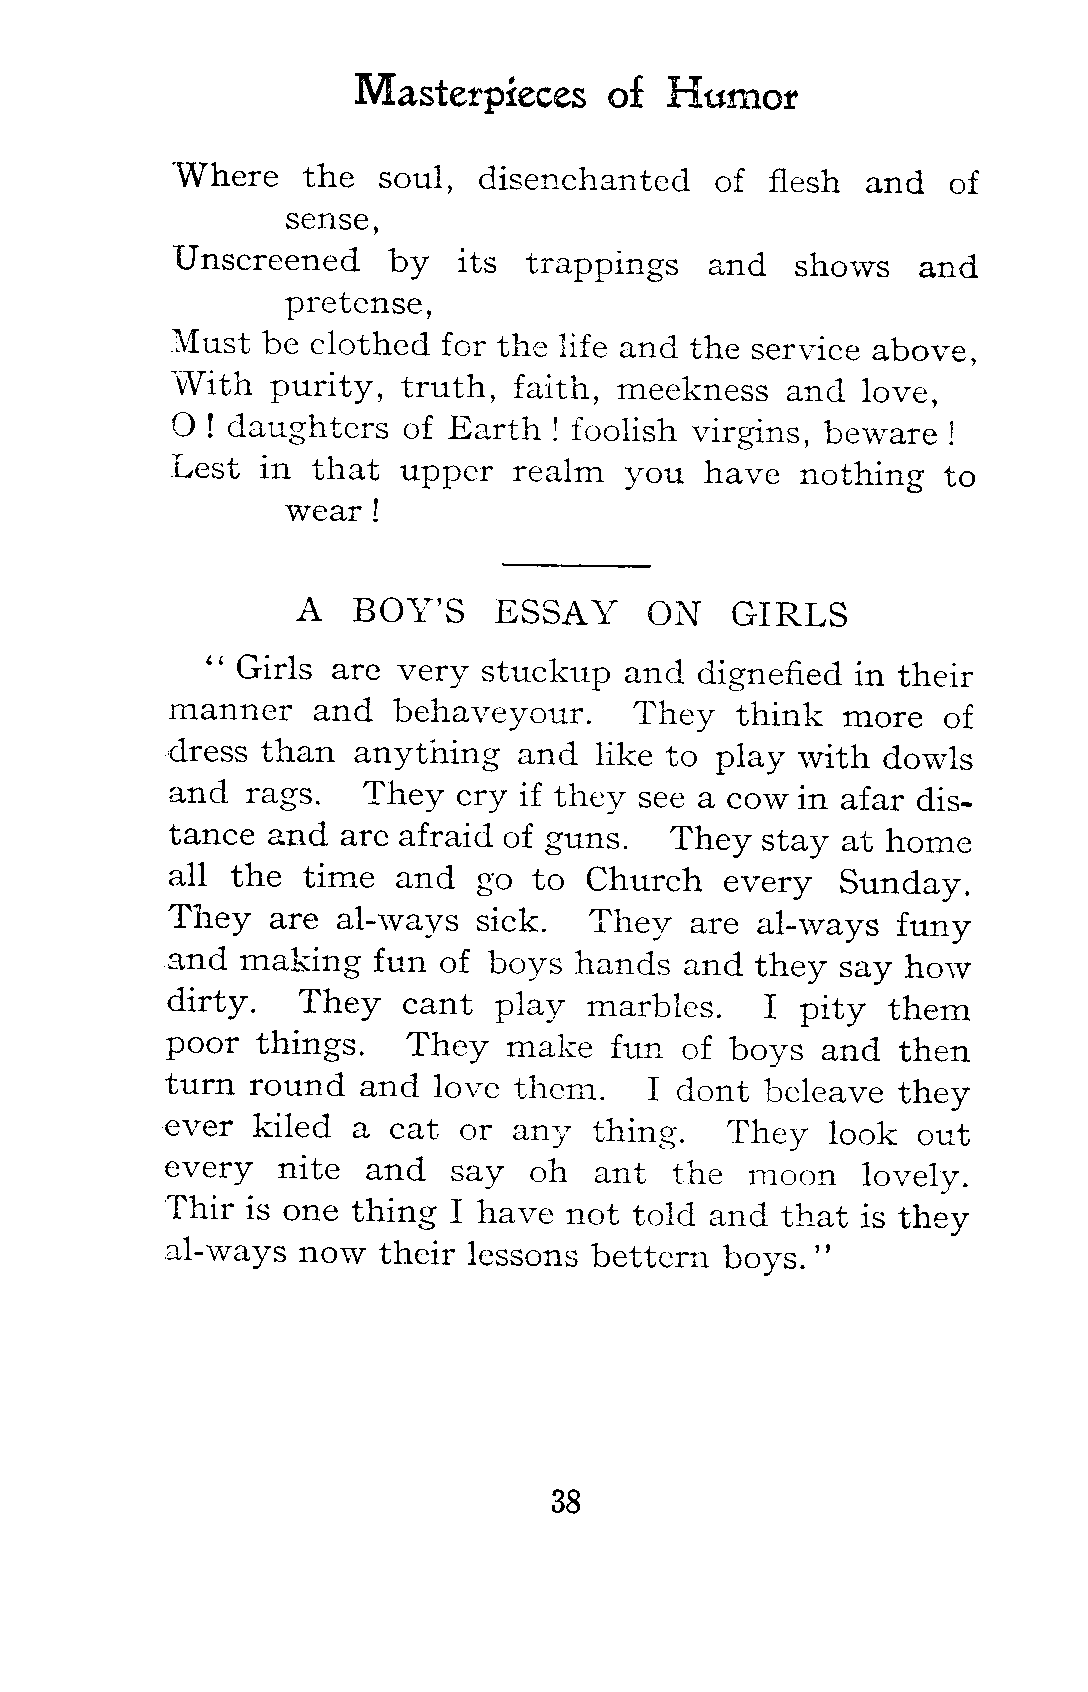 Masterpieces of Humor
Where the soul, disenchanted of flesh and of
sense,
Unscreened by its trappings and shows and
pretense,
Must be clothed for the life and the service above,
With purity, truth, faith, meekness and love,
O ! daughters of Earth ! foolish virgins, beware !
Lest in that upper realm you have nothing to
wear !
A BOY'S ESSAY ON GIRLS
“ Girls are very stuckup and dignefied in their
manner and behaveyour. They think more of
dress than anything and like to play with dowls
and rags. They cry if they see a cow in afar dis-
tance and are afraid of guns. They stay at home
all the time and go to Church every Sunday.
They are al-ways sick. They are al-ways funy
and making fun of boys hands and they say how
dirty. They cant play marbles. I pity them
poor things. They make fun of boys and then
turn round and love them. I dont beleave they
ever kiled a cat or any thing. They look out
every nite and say oh ant the moon lovely.
Thir is one thing I have not told and that is they
al-ways now their lessons bettern boys.”
38